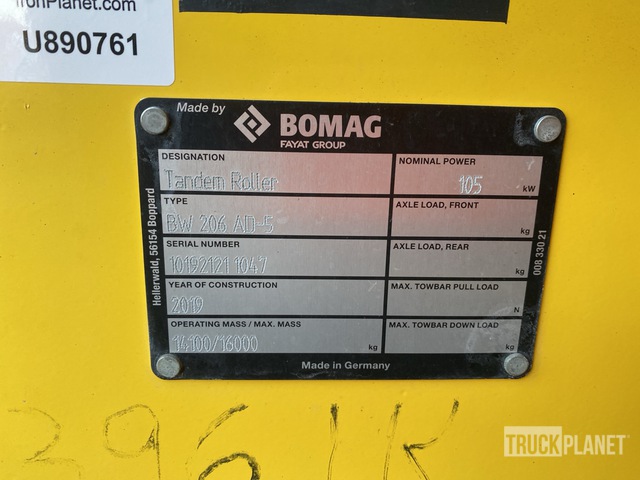 IronPlanet.com
U890761
Made by
BOMAG
FAYAT GROUP
DESIGNATION
Tandem Roller
NOMINAL POWER
105 kW
TYPE
BW 206 AD-5
AXLE LOAD, FRONT
kg
SERIAL NUMBER
10192121 1047
AXLE LOAD, REAR
kg
YEAR OF CONSTRUCTION
2019
MAX. TOWBAR PULL LOAD
N
OPERATING MASS / MAX. MASS
14100/16000 kg
MAX. TOWBAR DOWN LOAD
kg
Hellerwald, 56154 Boppard
008 330 21
Made in Germany
3961K
TRUCKPLANET